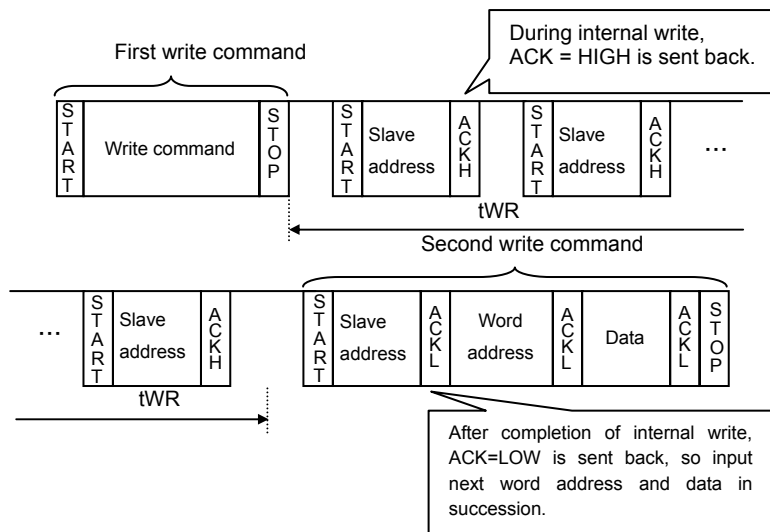 During internal write,
ACK = HIGH is sent back.
First write command
START
Write command
STOP
START
Slave
address
ACKH
START
Slave
address
ACKH
...
tWR
Second write command
...
START
Slave
address
ACKH
START
Slave
address
ACKL
Word
address
ACKL
Data
ACKL
STOP
tWR
After completion of internal write,
ACK=LOW is sent back, so input
next word address and data in
succession.